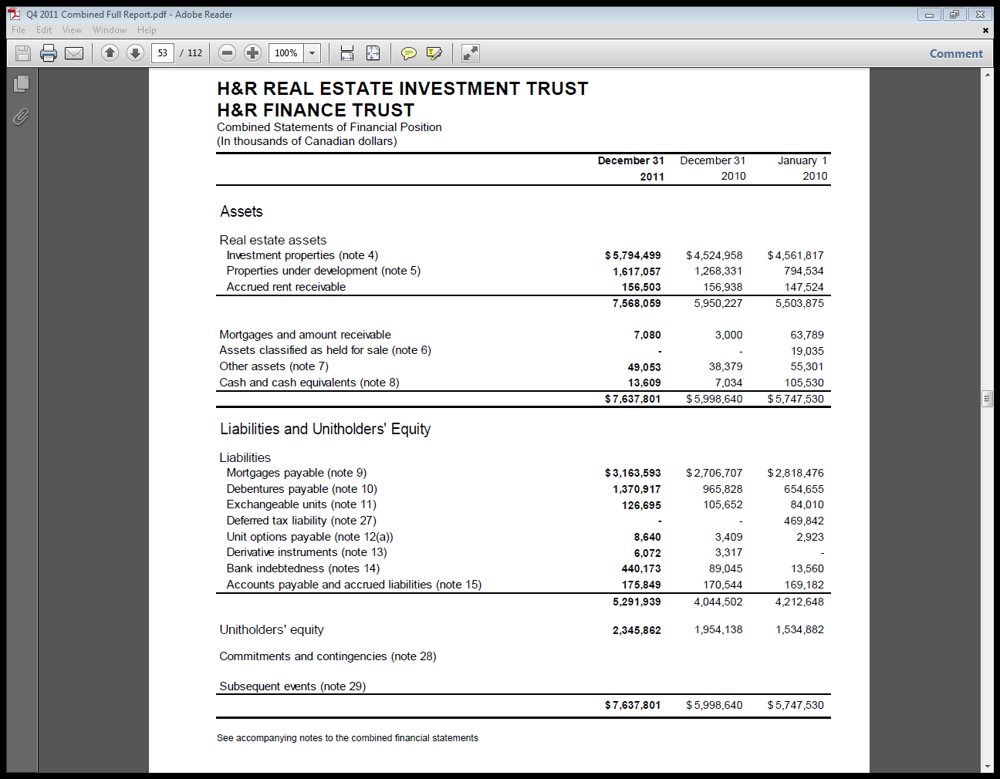 Q4 2011 Combined Full Report.pdf - Adobe Reader
File Edit View Window Help
53 / 112 100% Comment
H&R REAL ESTATE INVESTMENT TRUST
H&R FINANCE TRUST
Combined Statements of Financial Position
(In thousands of Canadian dollars)
December 31 December 31 January 1
2011 2010 2010
Assets
Real estate assets
Investment properties (note 4) $ 5,794,499 $ 4,524,958 $ 4,561,817
Properties under development (note 5) 1,617,057 1,268,331 794,534
Accrued rent receivable 156,503 156,938 147,524
7,568,059 5,950,227 5,503,875
Mortgages and amount receivable 7,080 3,000 63,789
Assets classified as held for sale (note 6) - - 19,035
Other assets (note 7) 49,053 38,379 55,301
Cash and cash equivalents (note 8) 13,609 7,034 105,530
$ 7,637,801 $ 5,998,640 $ 5,747,530
Liabilities and Unitholders' Equity
Liabilities
Mortgages payable (note 9) $ 3,163,593 $ 2,706,707 $ 2,818,476
Debentures payable (note 10) 1,370,917 965,828 654,655
Exchangeable units (note 11) 126,695 105,652 84,010
Deferred tax liability (note 27) - - 469,842
Unit options payable (note 12(a)) 8,640 3,409 2,923
Derivative instruments (note 13) 6,072 3,317 -
Bank indebtedness (notes 14) 440,173 89,045 13,560
Accounts payable and accrued liabilities (note 15) 175,849 170,544 169,182
5,291,939 4,044,502 4,212,648
Unitholders' equity 2,345,862 1,954,138 1,534,882
Commitments and contingencies (note 28)
Subsequent events (note 29)
$ 7,637,801 $ 5,998,640 $ 5,747,530
See accompanying notes to the combined financial statements